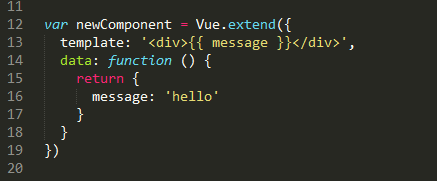 11
12 var newComponent = Vue.extend({
13   template: '<div>{{ message }}</div>',
14   data: function () {
15     return {
16       message: 'hello'
17     }
18   }
19 })
20